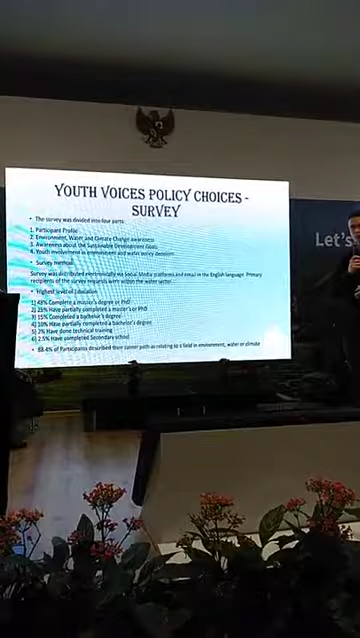 YOUTH VOICES POLICY CHOICES -
SURVEY
• The survey was divided into four parts:
1. Participant Profile
2. Environment, Water and Climate Change awareness
3. Awareness about the Sustainable Development Goals
4. Youth involvement in environment and water policy decisions
• Survey method
Survey was distributed electronically via Social Media platforms and email in the English language. Primary
recipients of the survey requests were within the water sector.
• Highest level of Education
1) 48% Complete a master's degree or PhD
2) 23% Have partially completed a master's or PhD
3) 15% Completed a bachelor's degree
4) 10% Have partially completed a bachelor's degree
5) 2% Have done technical training
6) 2.5% Have completed Secondary school
• 83.4% of Participants described their career path as relating to a field in environment, water or climate
Let's